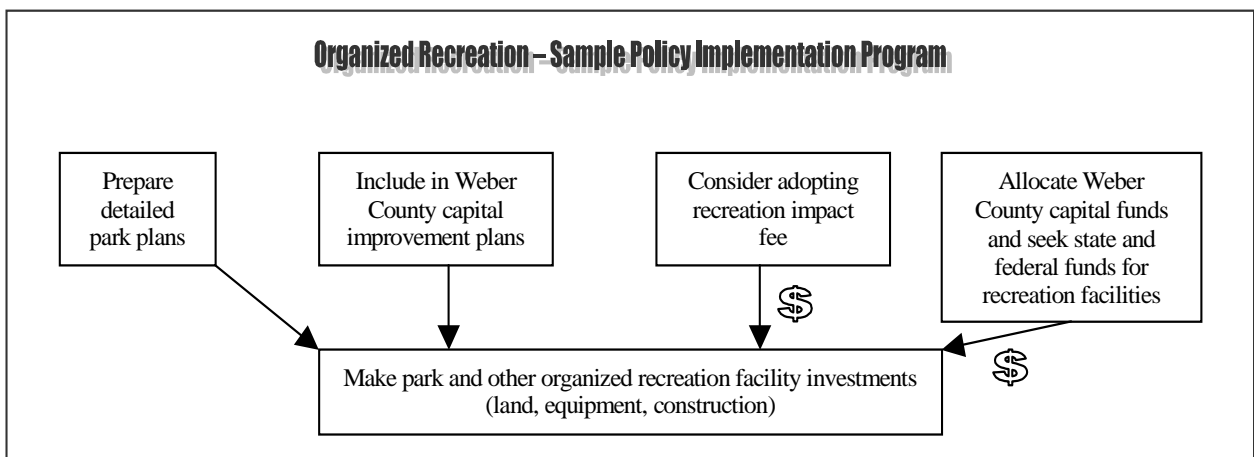 Organized Recreation – Sample Policy Implementation Program
Prepare
detailed
park plans
Include in Weber
County capital
improvement plans
Consider adopting
recreation impact
fee
Allocate Weber
County capital funds
and seek state and
federal funds for
recreation facilities
$
$
Make park and other organized recreation facility investments
(land, equipment, construction)